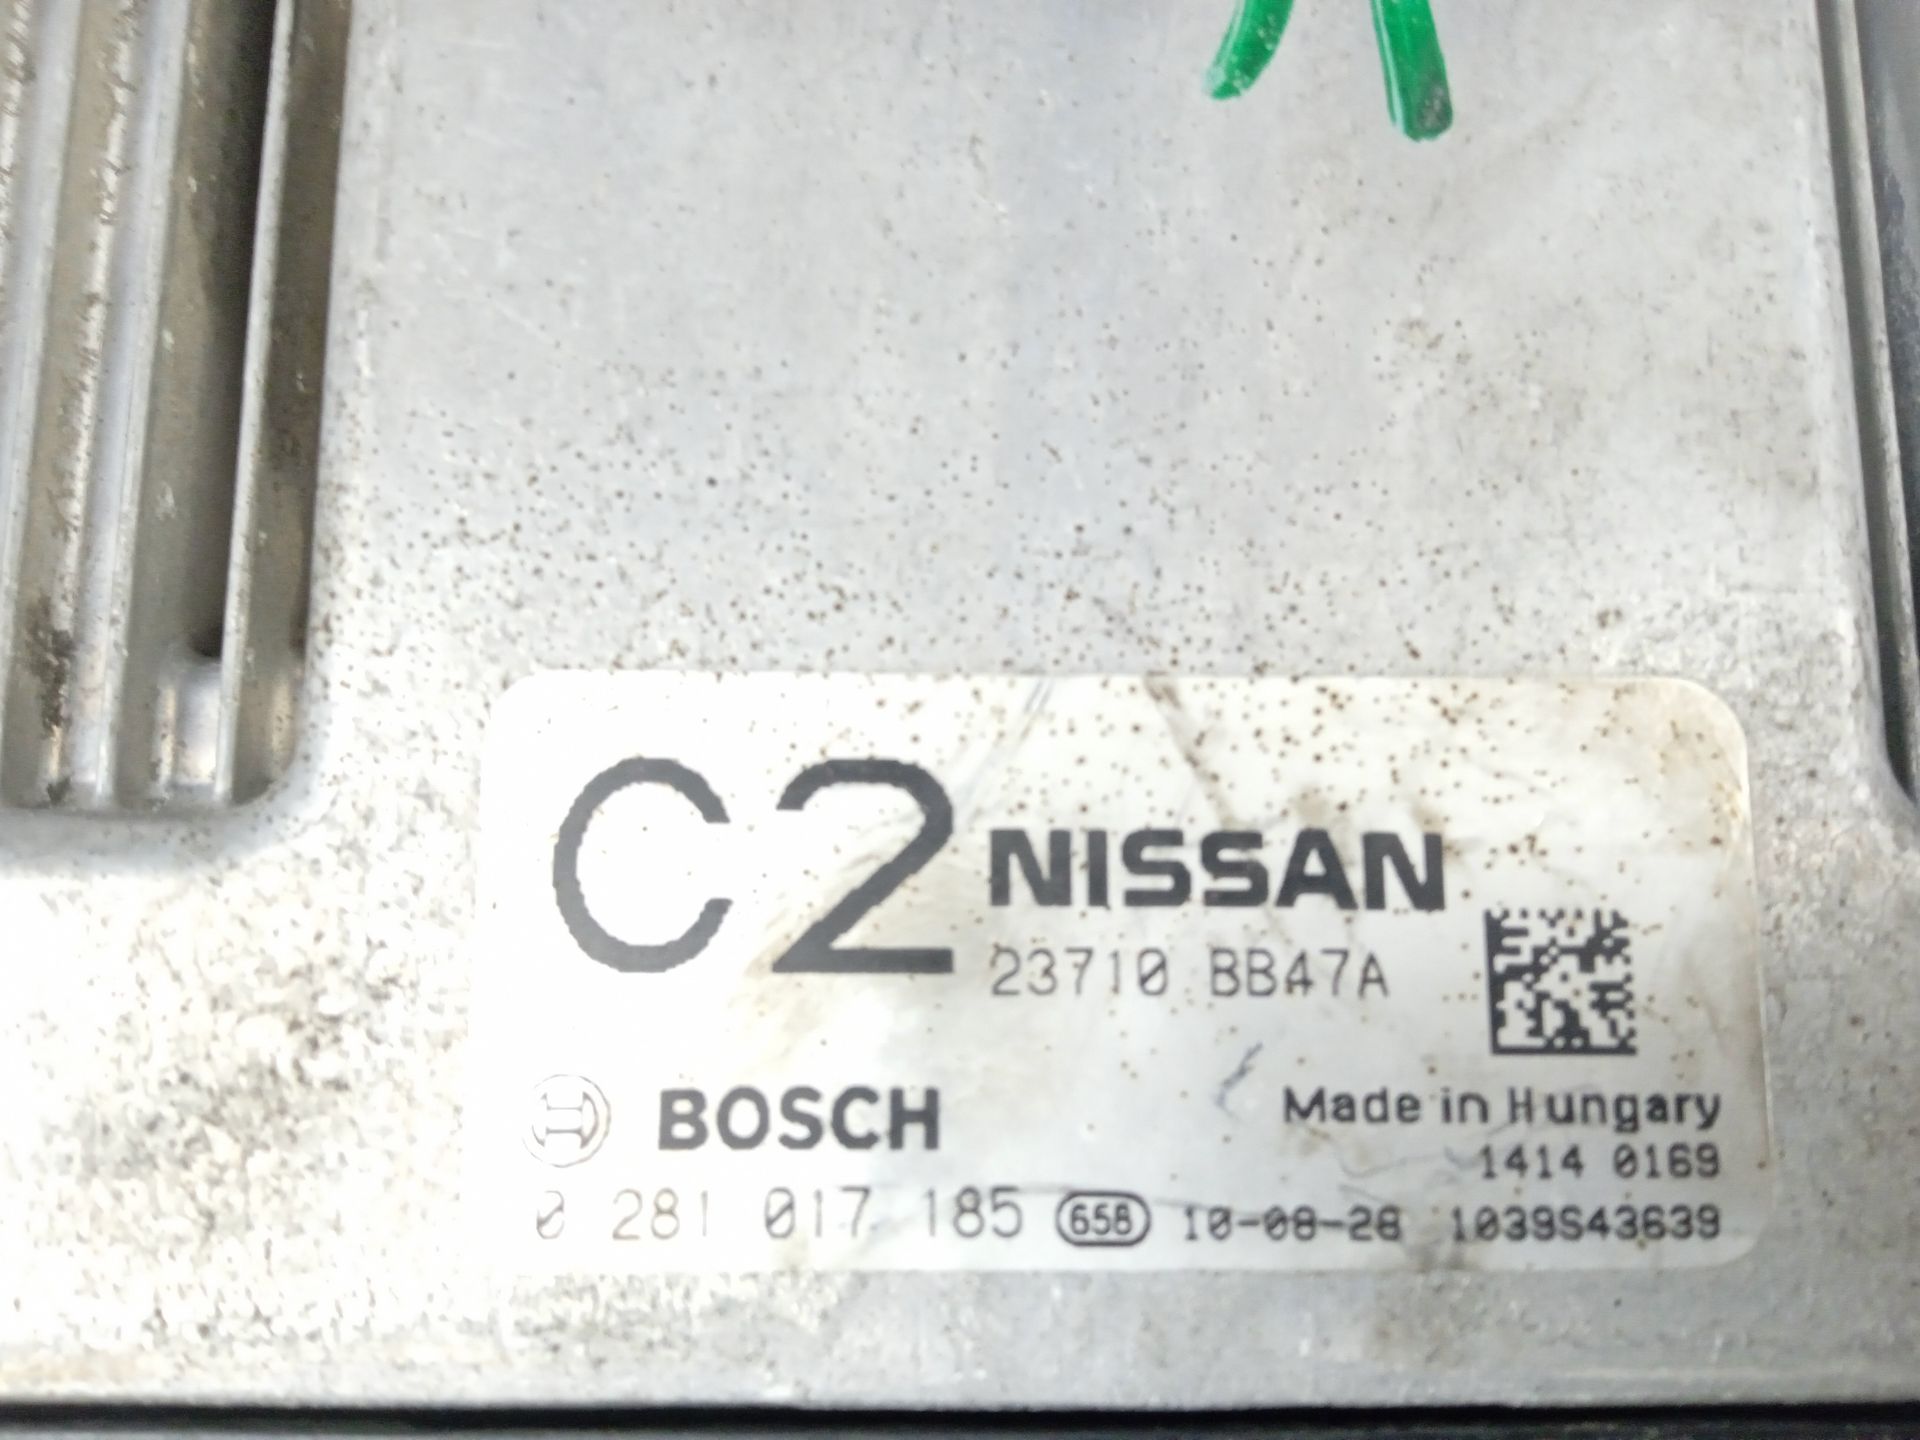 C2 NISSAN
23710 BB47A
BOSCH
Made in Hungary
1414 0169
0 281 017 185 658 10-08-28 1039S43639